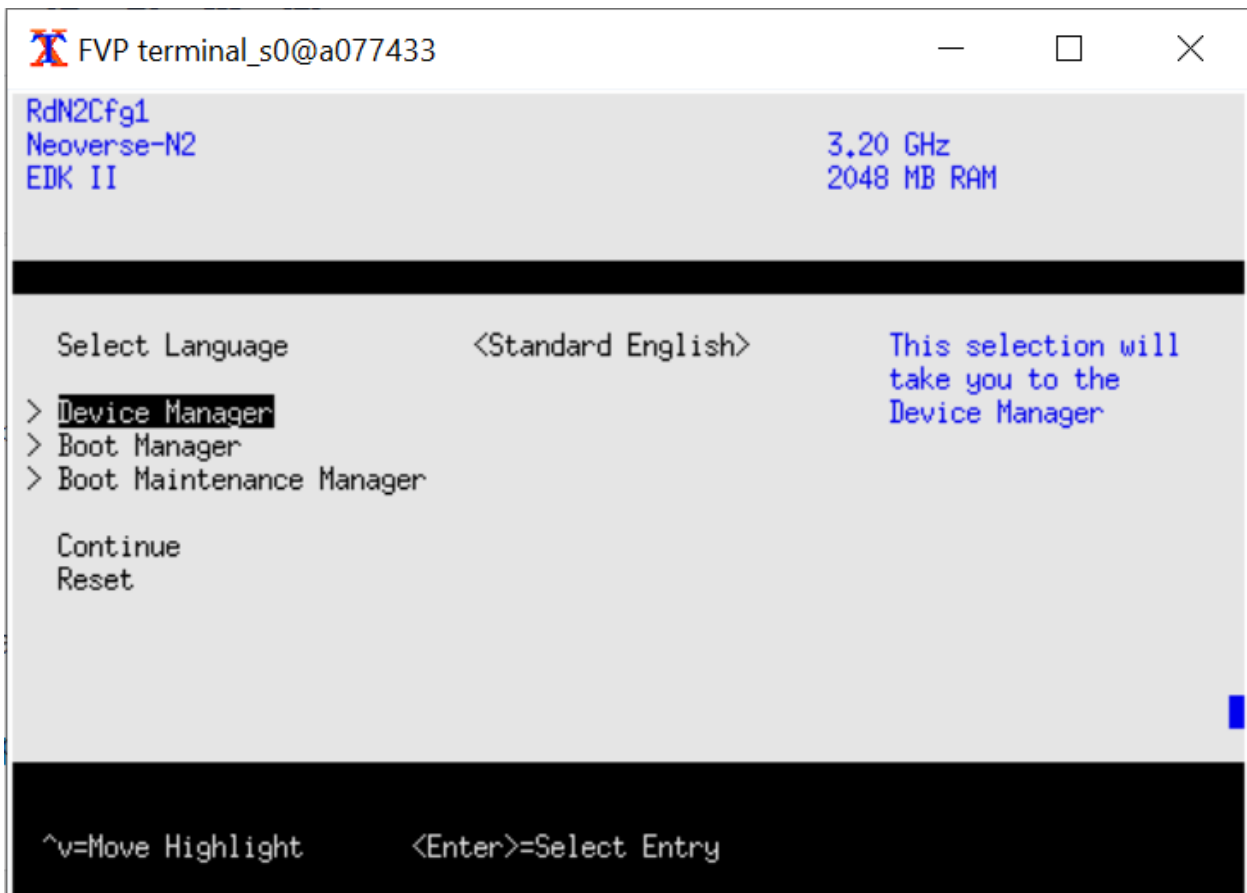 FVP terminal_s0@a077433
RdN2Cfg1
Neoverse-N2 3.20 GHz
EDK II 2048 MB RAM
Select Language <Standard English> This selection will
take you to the
> Device Manager Device Manager
> Boot Manager
> Boot Maintenance Manager
Continue
Reset
^v=Move Highlight <Enter>=Select Entry